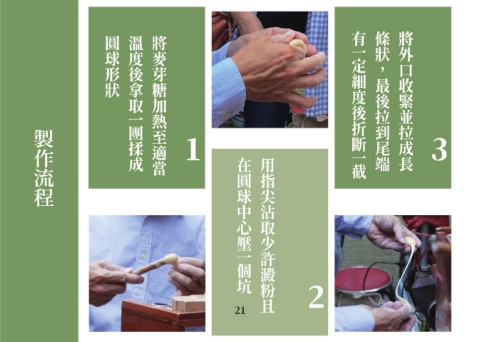 製作流程
1
將麥芽糖加熱至適當
溫度後拿取一團揉成
圓球形狀
2
用指尖沾取少許澱粉且
在圓球中心壓一個坑
3
將外口收緊並拉成長
條狀，最後拉到尾端
有一定細度後折斷一截
21